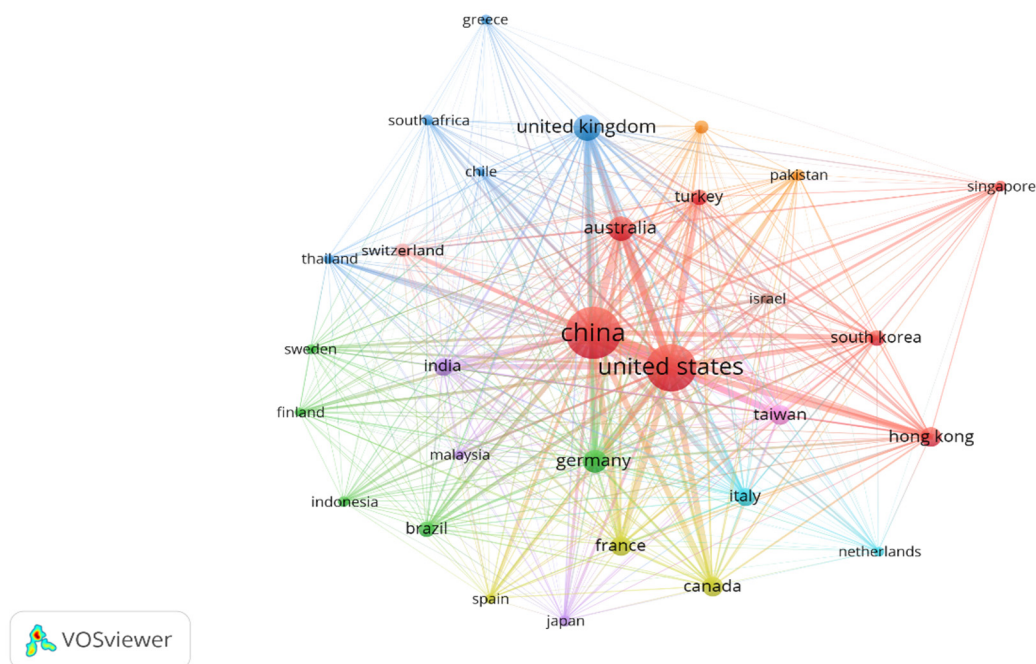 greece
south africa
united kingdom
chile
pakistan
singapore
turkey
australia
switzerland
thailand
israel
china
south korea
sweden
india
united states
finland
taiwan
hong kong
malaysia
germany
italy
indonesia
brazil
france
netherlands
canada
spain
japan
VOSviewer